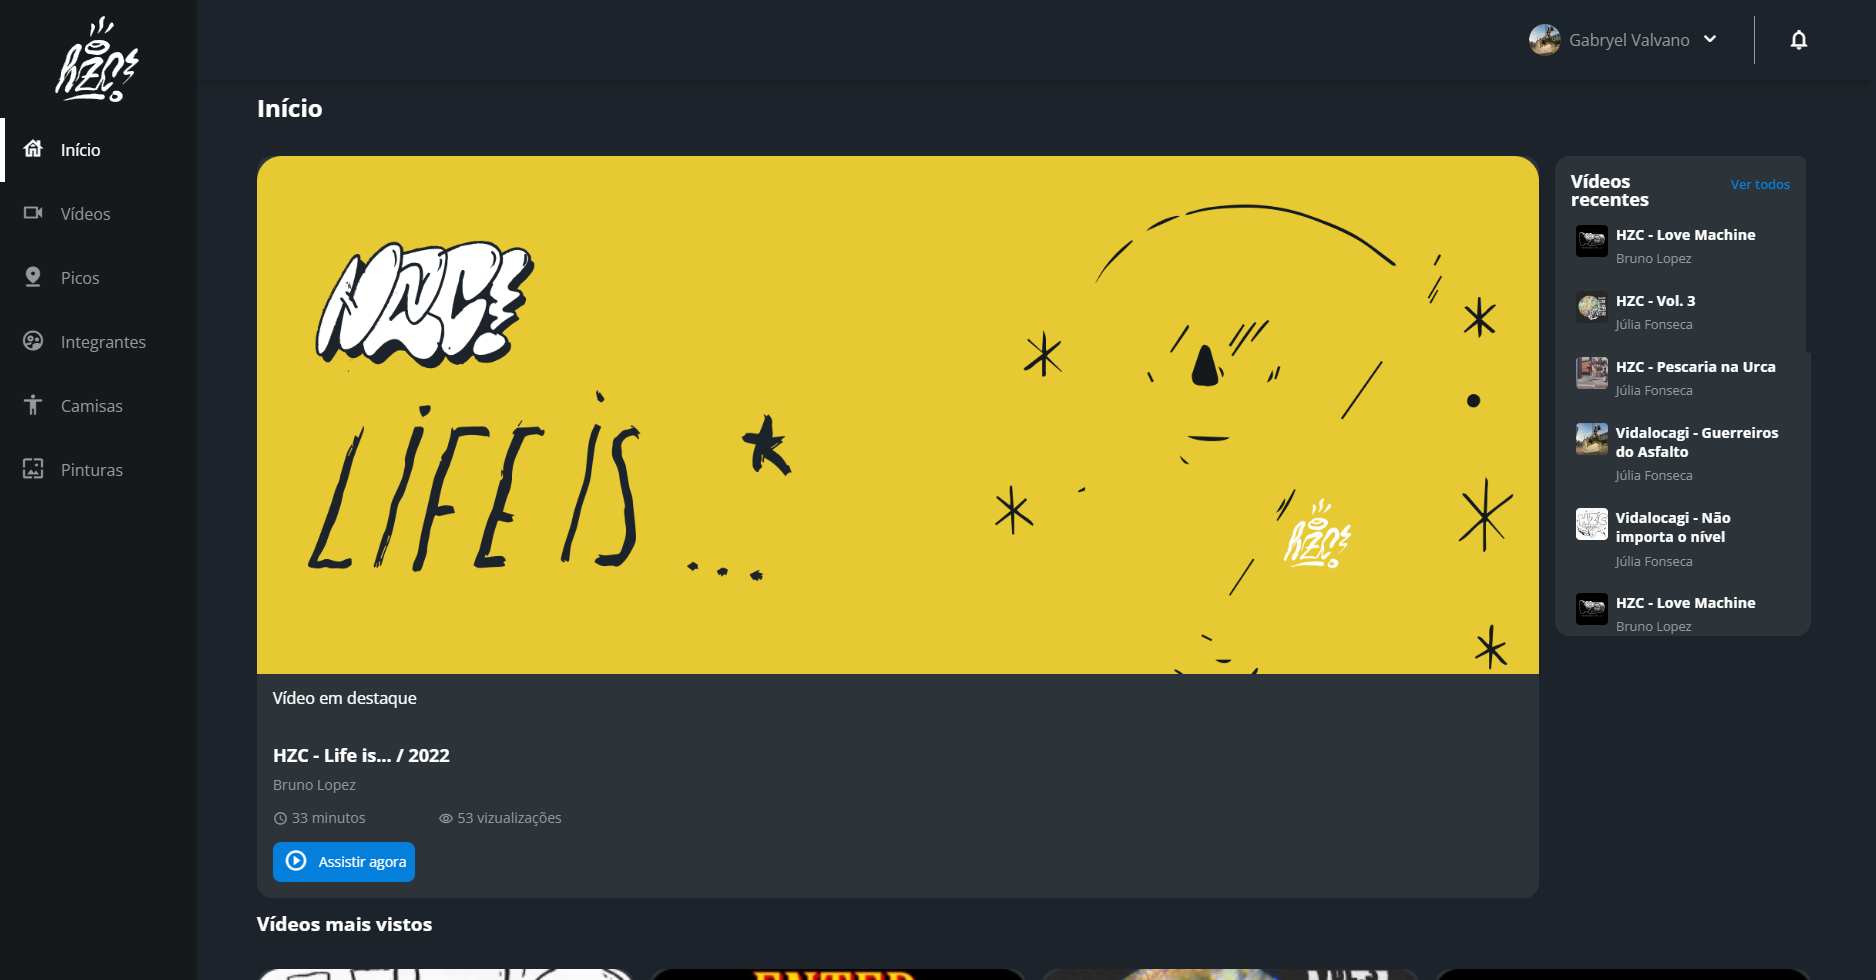 HZC!
Gabryel Valvano
Início
Vídeos
Picos
Integrantes
Camisas
Pinturas
Início
HZC!
LIFE IS ...
HZC!
Vídeo em destaque
HZC - Life is... / 2022
Bruno Lopez
33 minutos
53 vizualizações
Assistir agora
Vídeos
recentes
Ver todos
HZC - Love Machine
Bruno Lopez
HZC - Vol. 3
Júlia Fonseca
HZC - Pescaria na Urca
Júlia Fonseca
Vidalocagi - Guerreiros
do Asfalto
Júlia Fonseca
Vidalocagi - Não
importa o nível
Júlia Fonseca
HZC - Love Machine
Bruno Lopez
Vídeos mais vistos
ENTER